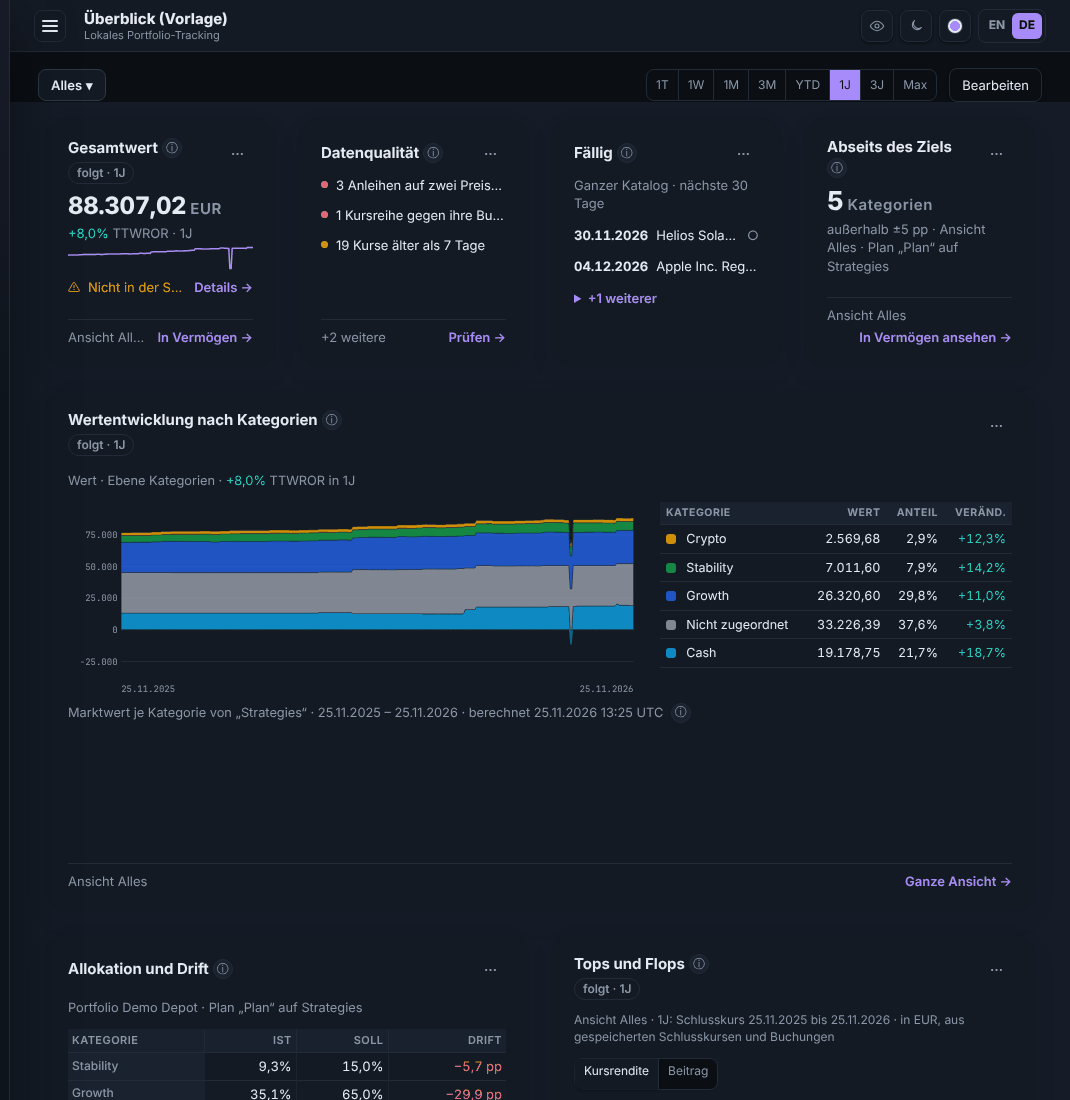 Überblick (Vorlage)
Lokales Portfolio-Tracking
EN DE
Alles ▾
1T 1W 1M 3M YTD 1J 3J Max
Bearbeiten
Gesamtwert ⓘ ...
folgt · 1J
88.307,02 EUR
+8,0% TTWROR · 1J
⚠ Nicht in der S... Details →
Ansicht All... In Vermögen →
Datenqualität ⓘ ...
3 Anleihen auf zwei Preis...
1 Kursreihe gegen ihre Bu...
19 Kurse älter als 7 Tage
+2 weitere Prüfen →
Fällig ⓘ ...
Ganzer Katalog · nächste 30
Tage
30.11.2026 Helios Sola...
04.12.2026 Apple Inc. Reg...
▶ +1 weiterer
Abseits des Ziels ...
ⓘ
5 Kategorien
außerhalb ±5 pp · Ansicht
Alles · Plan „Plan“ auf
Strategies
Ansicht Alles
In Vermögen ansehen →
Wertentwicklung nach Kategorien ⓘ ...
folgt · 1J
Wert · Ebene Kategorien · +8,0% TTWROR in 1J
75.000
50.000
25.000
0
-25.000
25.11.2025 25.11.2026
KATEGORIE WERT ANTEIL VERÄND.
Crypto 2.569,68 2,9% +12,3%
Stability 7.011,60 7,9% +14,2%
Growth 26.320,60 29,8% +11,0%
Nicht zugeordnet 33.226,39 37,6% +3,8%
Cash 19.178,75 21,7% +18,7%
Marktwert je Kategorie von „Strategies“ · 25.11.2025 – 25.11.2026 · berechnet 25.11.2026 13:25 UTC ⓘ
Ansicht Alles Ganze Ansicht →
Allokation und Drift ⓘ ...
Portfolio Demo Depot · Plan „Plan“ auf Strategies
KATEGORIE IST SOLL DRIFT
Stability 9,3% 15,0% −5,7 pp
Growth 35,1% 65,0% −29,9 pp
Tops und Flops ⓘ ...
folgt · 1J
Ansicht Alles · 1J: Schlusskurs 25.11.2025 bis 25.11.2026 · in EUR, aus
gespeicherten Schlusskursen und Buchungen
Kursrendite Beitrag